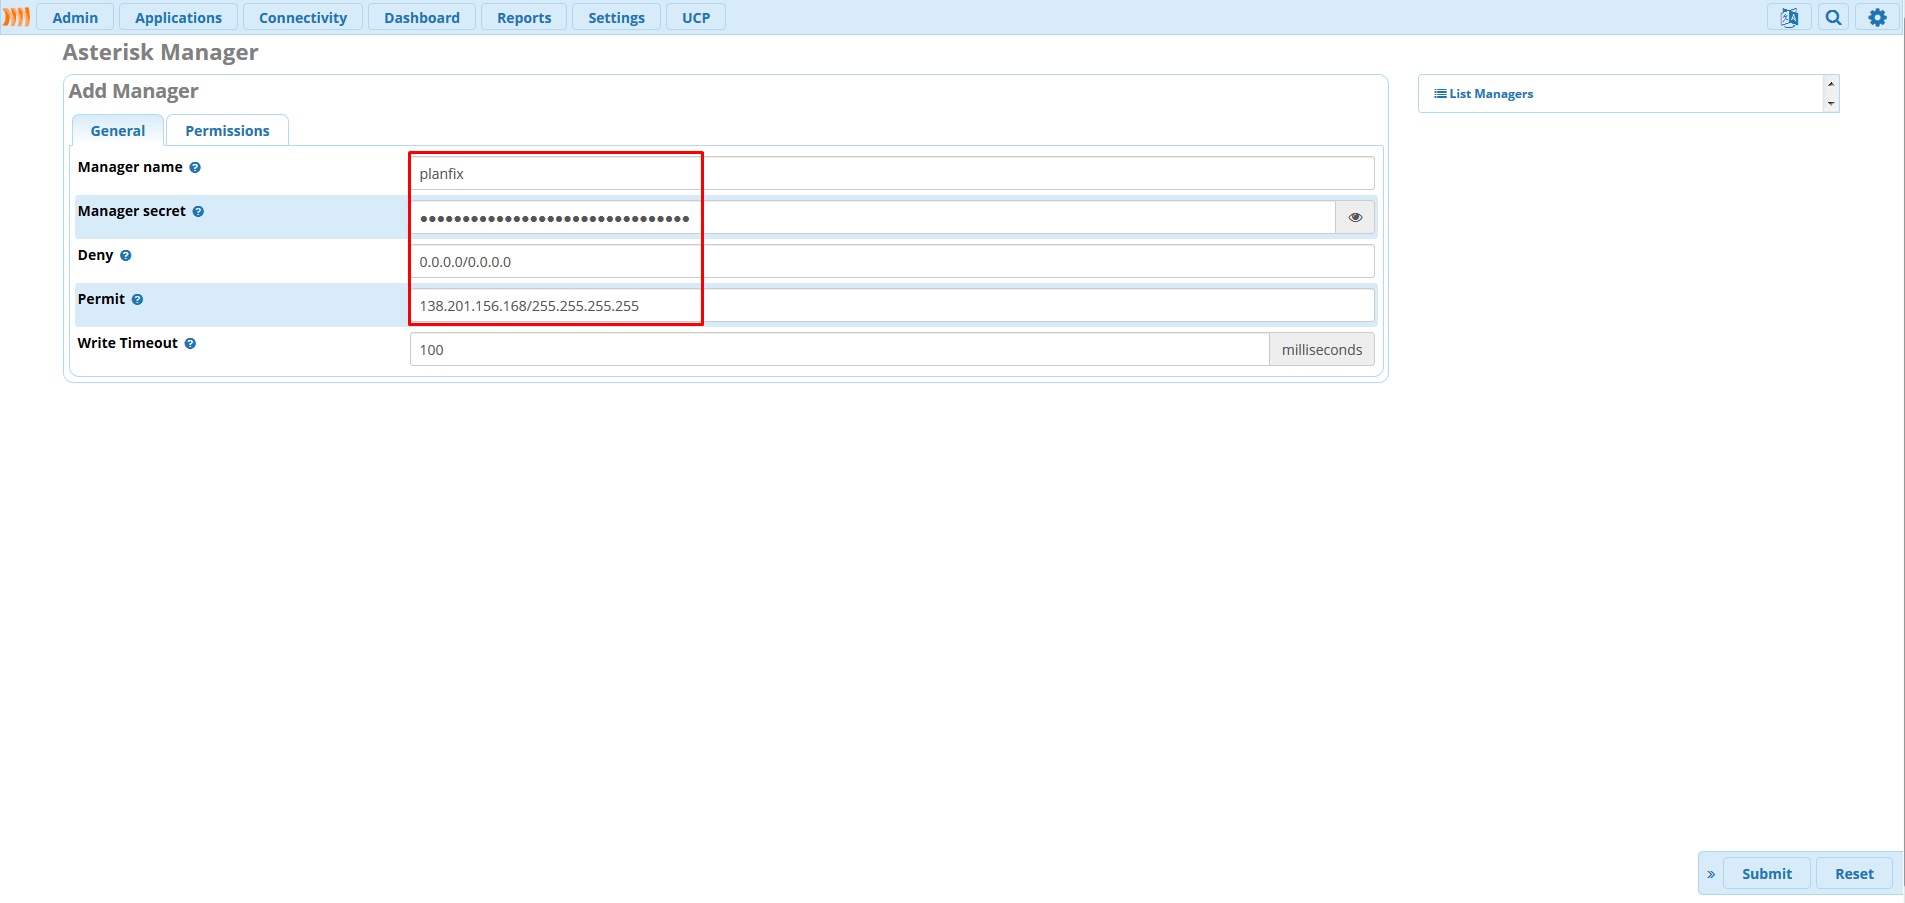 Admin Applications Connectivity Dashboard Reports Settings UCP
Asterisk Manager
Add Manager
List Managers
General Permissions
Manager name planfix
Manager secret ●●●●●●●●●●●●●●●●●●●●●●●●●●●●●●●●
Deny 0.0.0.0/0.0.0.0
Permit 138.201.156.168/255.255.255.255
Write Timeout 100 milliseconds
» Submit Reset